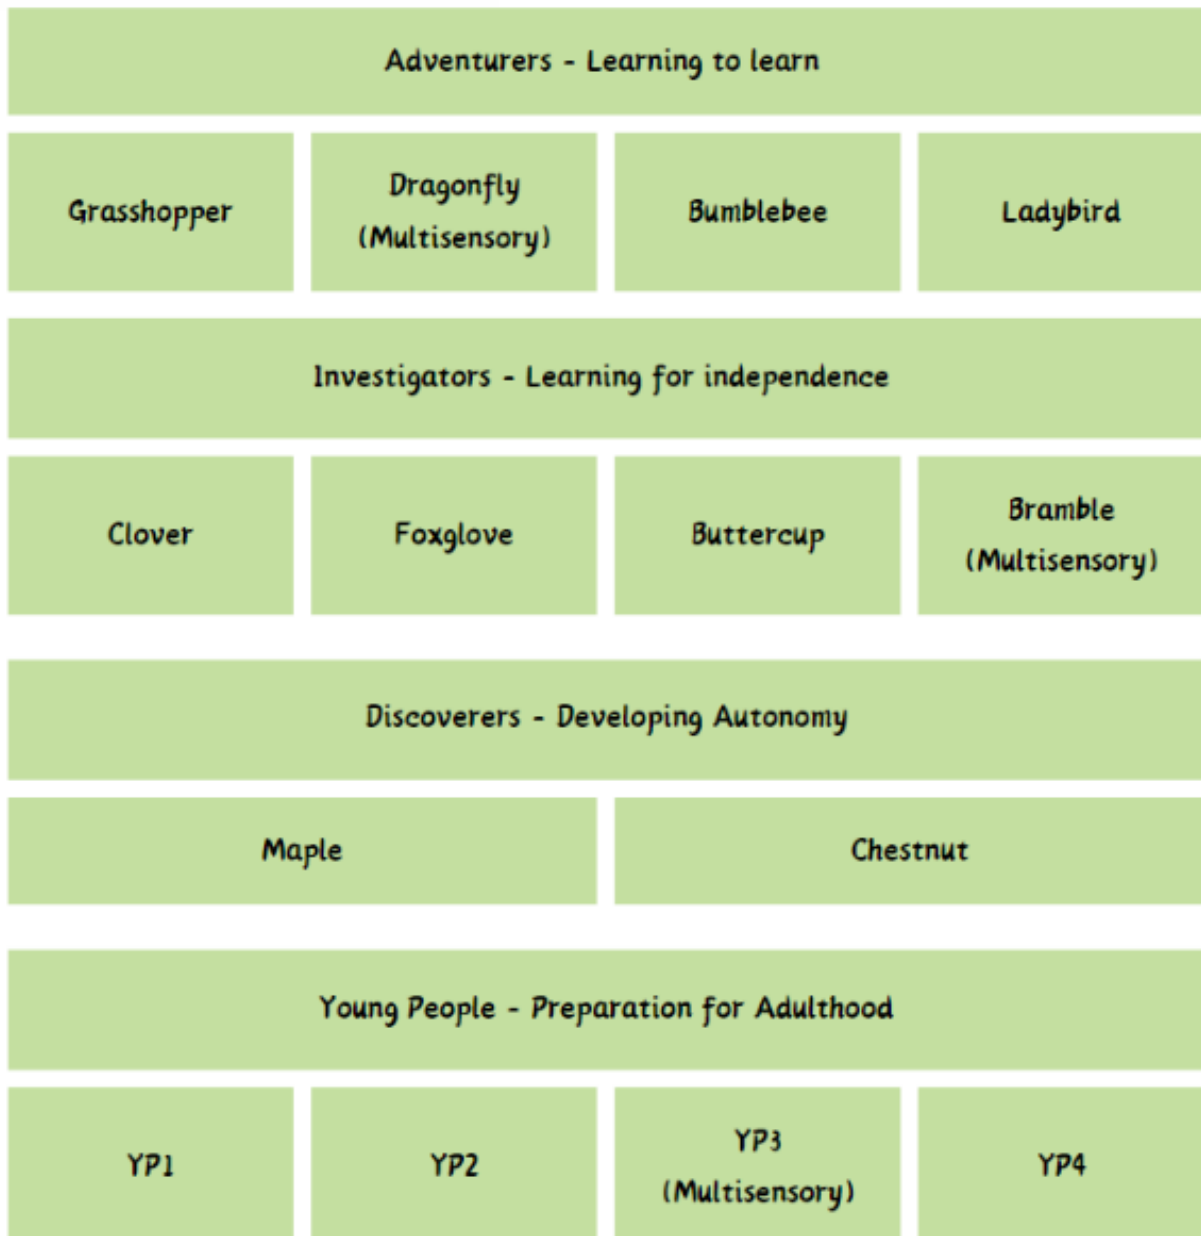 Adventurers - Learning to learn
Grasshopper
Dragonfly
(Multisensory)
Bumblebee
Ladybird
Investigators - Learning for independence
Clover
Foxglove
Buttercup
Bramble
(Multisensory)
Discoverers - Developing Autonomy
Maple
Chestnut
Young People - Preparation for Adulthood
YP1
YP2
YP3
(Multisensory)
YP4